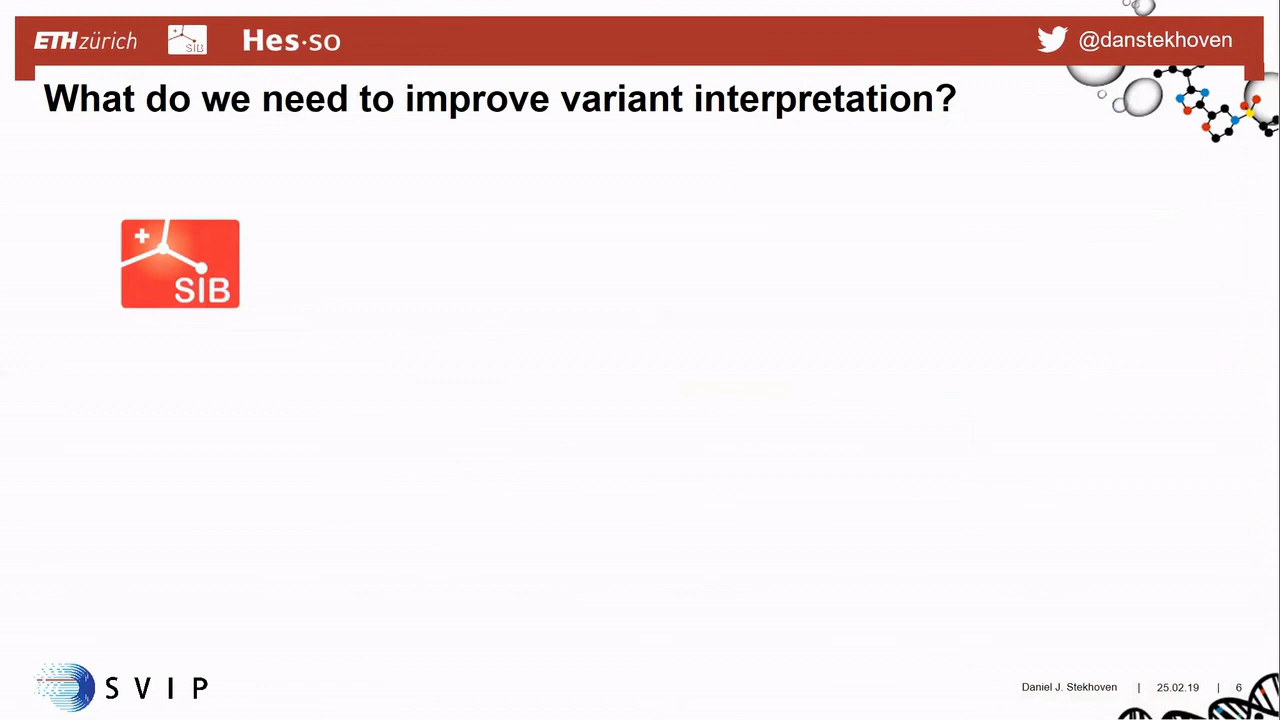 ETH zürich SIB Hes·so @danstekhoven
What do we need to improve variant interpretation?
SIB
SVIP
Daniel J. Stekhoven | 25.02.19 | 6